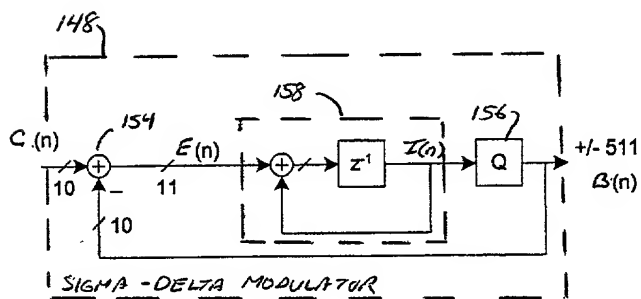 148
158
156
C.(n)
154
E(n)
I(n)
+/- 511
+
+
z⁻¹
Q
B(n)
10
11
−
10
SIGMA-DELTA MODULATOR